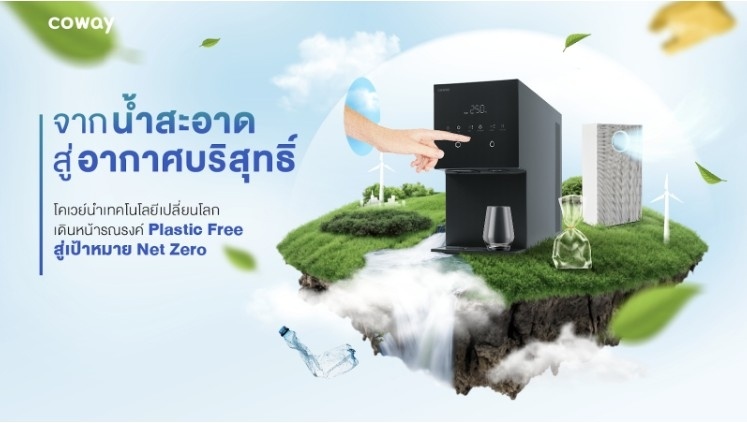 coway
จากน้ำสะอาด
สู่อากาศบริสุทธิ์
โคเวย์นำเทคโนโลยีเปลี่ยนโลก
เดินหน้ารณรงค์ Plastic Free
สู่เป้าหมาย Net Zero
250